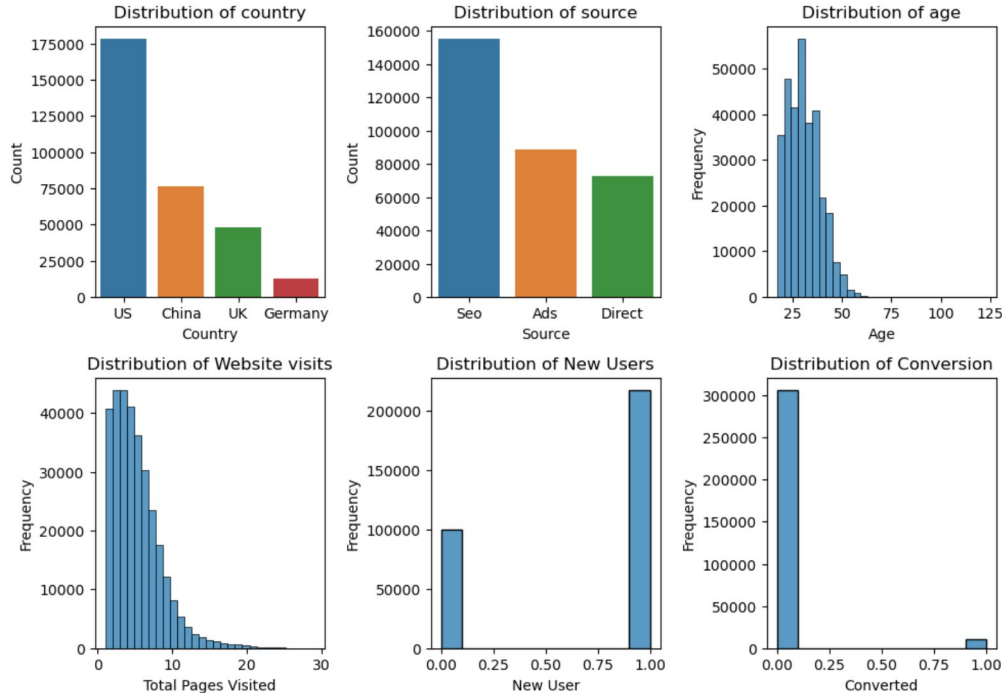 Distribution of country
175000
150000
125000
100000
75000
50000
25000
0
Count
US China UK Germany
Country
Distribution of source
160000
140000
120000
100000
80000
60000
40000
20000
0
Count
Seo Ads Direct
Source
Distribution of age
50000
40000
30000
20000
10000
0
Frequency
25 50 75 100 125
Age
Distribution of Website visits
40000
30000
20000
10000
0
Frequency
0 10 20 30
Total Pages Visited
Distribution of New Users
200000
150000
100000
50000
0
Frequency
0.00 0.25 0.50 0.75 1.00
New User
Distribution of Conversion
300000
250000
200000
150000
100000
50000
0
Frequency
0.00 0.25 0.50 0.75 1.00
Converted